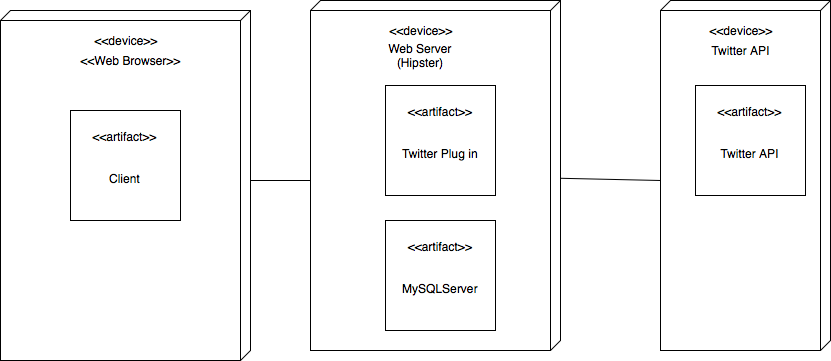 <<device>>
<<Web Browser>>
<<artifact>>
Client
<<device>>
Web Server
(Hipster)
<<artifact>>
Twitter Plug in
<<artifact>>
MySQLServer
<<device>>
Twitter API
<<artifact>>
Twitter API